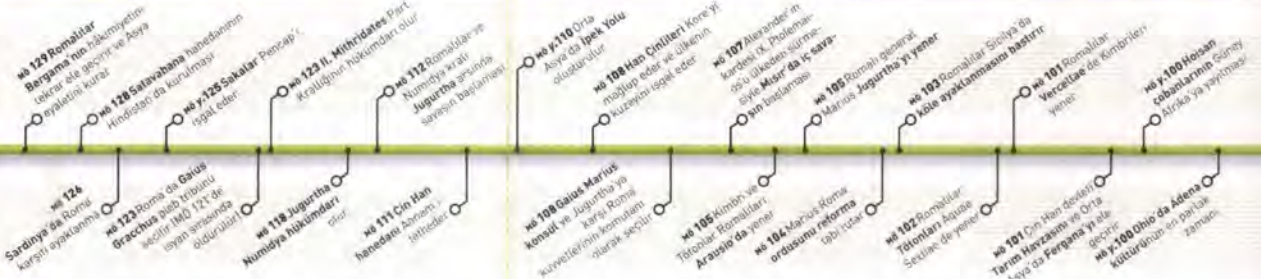 MÖ 129 Romalılar
Bergama'nın hâkimiyetini
tekrar ele geçirir ve Asya
eyaletini kurar
MÖ 128 Satavahana hanedanının
Hindistan'da kurulması
MÖ y.125 Sakalar Pencap'ı
işgal eder
MÖ 123 II. Mithridates Part
Krallığının hükümdarı olur
MÖ 112 Romalılar ve
Numidya kralı
Jugurtha arsında
savaşın başlaması
MÖ y.110 Orta
Asya'da İpek Yolu
oluşturulur
MÖ 108 Han Çinlileri Kore'yi
mağlup eder ve ülkenin
kuzeyini işgal eder
MÖ 107 Alexander'in
kardesi IX. Ptolemaios'u
ülkeden sürmesiyle
Mısır'da iç sava-
şın başlaması
MÖ 105 Romalı general
Marius Jugurtha'yı yener
MÖ 103 Romalılar Sicilya'da
köle ayaklanmasını bastırır
MÖ 101 Romalılar
Vercellae'de Kimbrileri
yener
MÖ y.100 Hoisan
çobanlarının Güney
Afrika'ya yayılması
MÖ 126
Sardinya'da Roma
karşıtı ayaklanma
MÖ 123 Roma'da Gaius
Gracchus pleb tribünü
seçilir (MÖ 121'de
isyan sırasında
öldürülür)
MÖ 118 Jugurtha
Numidya hükümdarı
olur
MÖ 111 Çin Han
hanedanı Annam'ı
fetheder
MÖ 108 Gaius Marius
konsül ve Jugurtha'ya
karşı Roma
kuvvetlerinin komutanı
olarak seçilir
MÖ 105 Kimbri ve
Tötonlar Romalıları
Arausio'da yener
MÖ 104 Marius Roma
ordusunu reforma
tabi tutar
MÖ 102 Romalılar
Tötonları Aquae
Sextiae'de yener
MÖ 101 Çin Han devleti
Tarim Havzasını ve Orta
Asya'da Fergana'yı ele
geçirir
MÖ y.100 Ohio'da Adena
kültürünün en parlak
zamanı